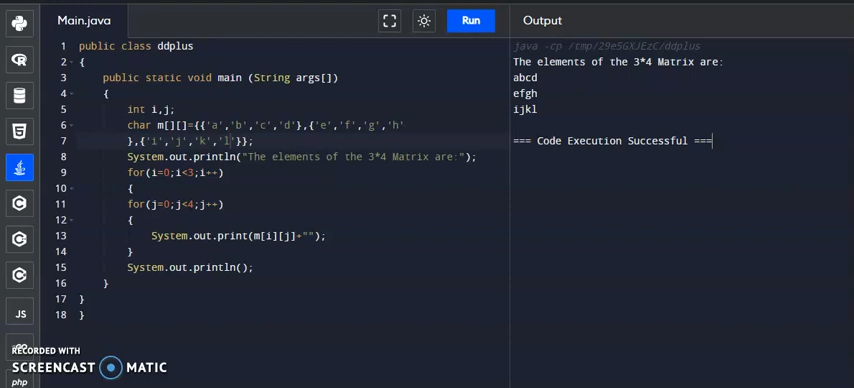 Main.java
Run
Output
1 public class ddplus
2 {
3 public static void main (String args[])
4 {
5 int i,j;
6 char m[][]={{'a','b','c','d'},{'e','f','g','h'
7 },{'i','j','k','l'}};
8 System.out.println("The elements of the 3*4 Matrix are:");
9 for(i=0;i<3;i++)
10 {
11 for(j=0;j<4;j++)
12 {
13 System.out.print(m[i][j]+"");
14 }
15 System.out.println();
16 }
17 }
18 }
java -cp /tmp/29e5GXJEzC/ddplus
The elements of the 3*4 Matrix are:
abcd
efgh
ijkl
=== Code Execution Successful ===
JS
php
RECORDED WITH
SCREENCAST MATIC